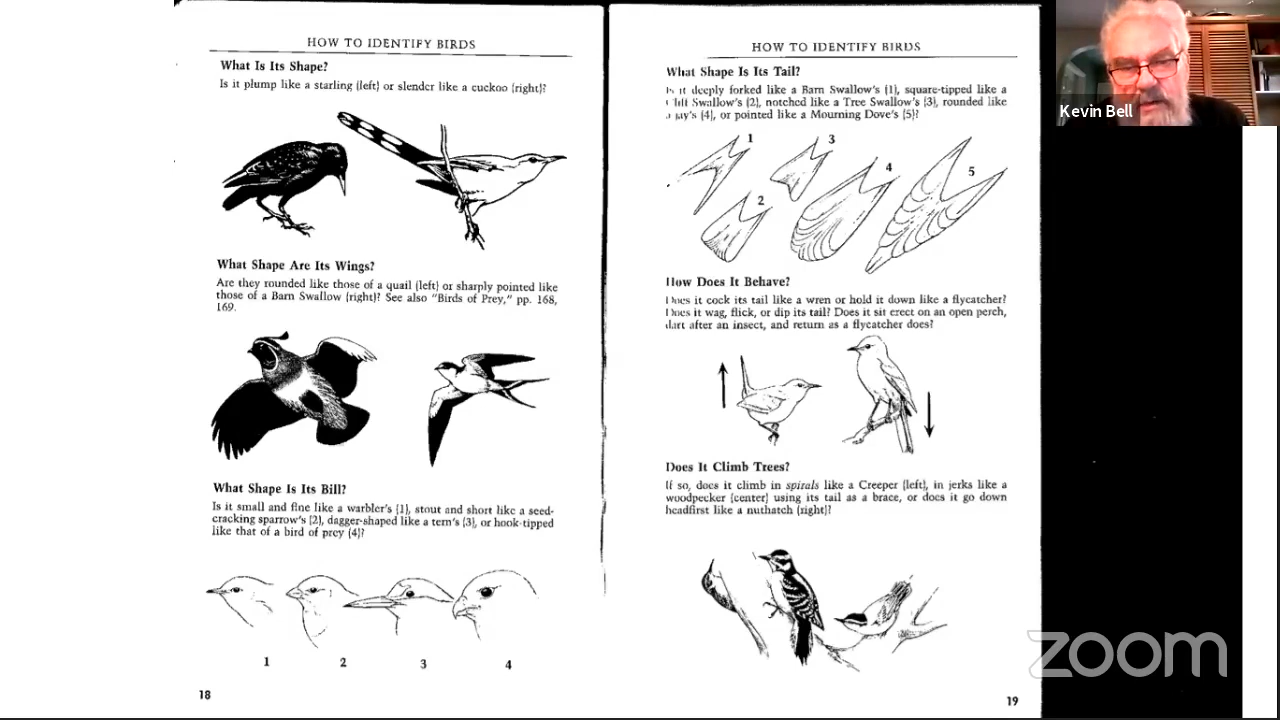 HOW TO IDENTIFY BIRDS
What Is Its Shape?
Is it plump like a starling (left) or slender like a cuckoo (right)?
What Shape Are Its Wings?
Are they rounded like those of a quail (left) or sharply pointed like
those of a Barn Swallow (right)? See also "Birds of Prey," pp. 168,
169.
What Shape Is Its Bill?
Is it small and fine like a warbler's (1), stout and short like a seed-
cracking sparrow's (2), dagger-shaped like a tern's (3), or hook-tipped
like that of a bird of prey (4)?
1 2 3 4
18
HOW TO IDENTIFY BIRDS
What Shape Is Its Tail?
Is it deeply forked like a Barn Swallow's (1), square-tipped like a
Cliff Swallow's (2), notched like a Tree Swallow's (3), rounded like
a jay's (4), or pointed like a Mourning Dove's (5)?
1
3
4
5
2
How Does It Behave?
Does it cock its tail like a wren or hold it down like a flycatcher?
Does it wag, flick, or dip its tail? Does it sit erect on an open perch,
dart after an insect, and return as a flycatcher does?
Does It Climb Trees?
If so, does it climb in spirals like a Creeper (left), in jerks like a
woodpecker (center) using its tail as a brace, or does it go down
headfirst like a nuthatch (right)?
19
Kevin Bell
zoom